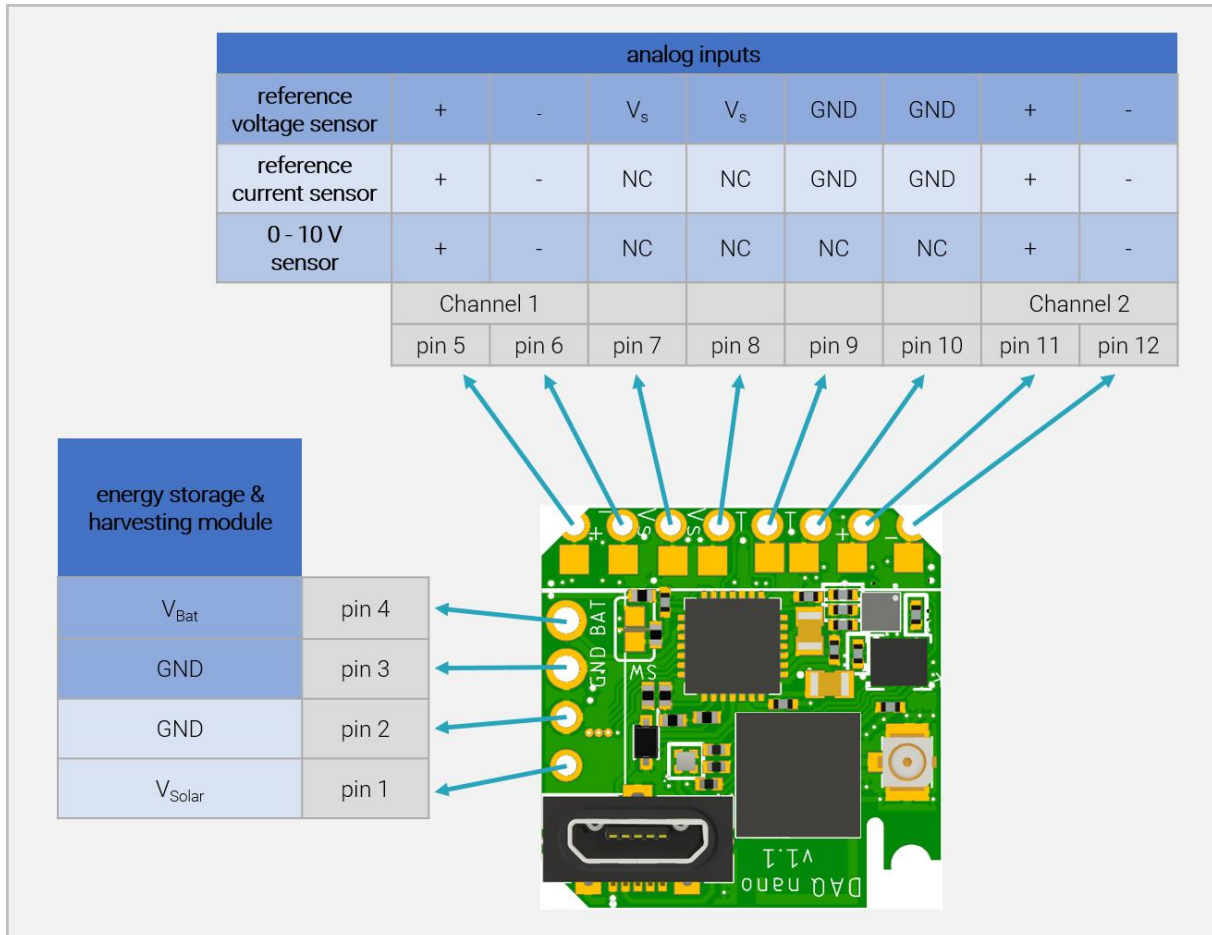 analog inputs
reference
voltage sensor
+ - Vs Vs GND GND + -
reference
current sensor
+ - NC NC GND GND + -
0 - 10 V
sensor
+ - NC NC NC NC + -
Channel 1 Channel 2
pin 5 pin 6 pin 7 pin 8 pin 9 pin 10 pin 11 pin 12
energy storage &
harvesting module
VBat pin 4
GND pin 3
GND pin 2
VSolar pin 1
+ - Vs Vs + -
BAT
GND
SW
v1.1
DAQ nano